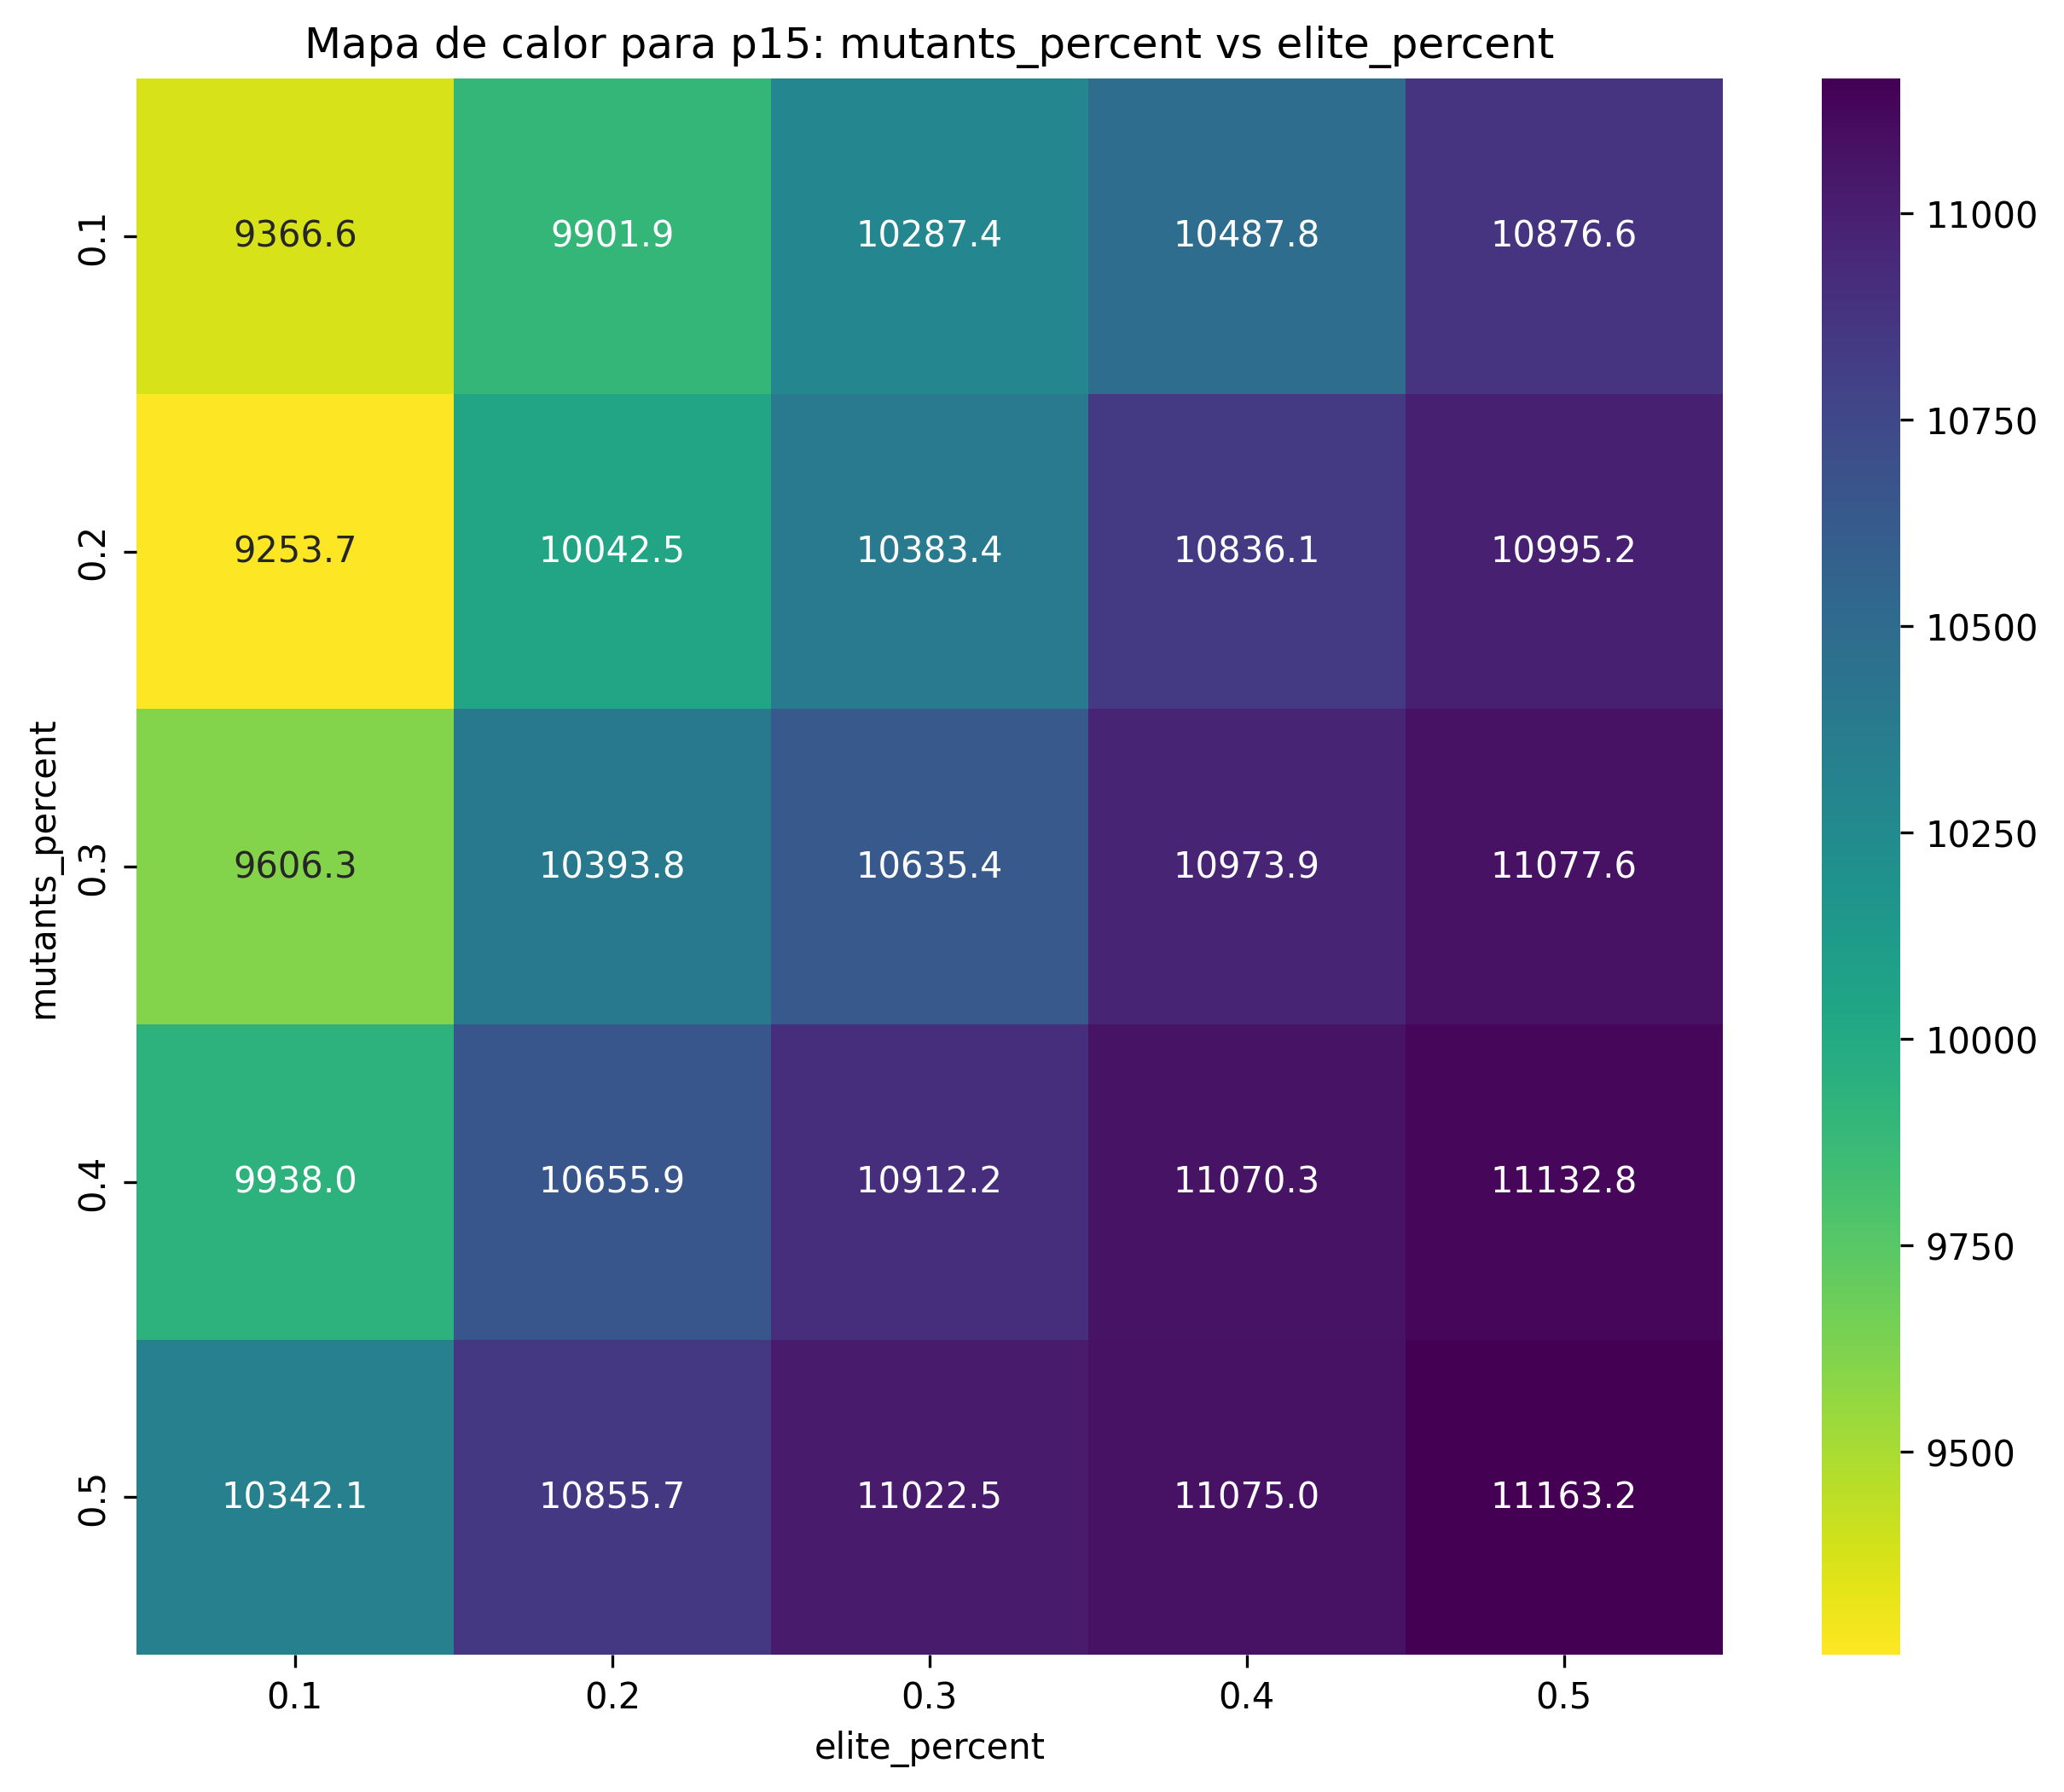 Mapa de calor para p15: mutants_percent vs elite_percent
mutants_percent
0.1 9366.6 9901.9 10287.4 10487.8 10876.6
0.2 9253.7 10042.5 10383.4 10836.1 10995.2
0.3 9606.3 10393.8 10635.4 10973.9 11077.6
0.4 9938.0 10655.9 10912.2 11070.3 11132.8
0.5 10342.1 10855.7 11022.5 11075.0 11163.2
0.1 0.2 0.3 0.4 0.5
elite_percent
11000
10750
10500
10250
10000
9750
9500